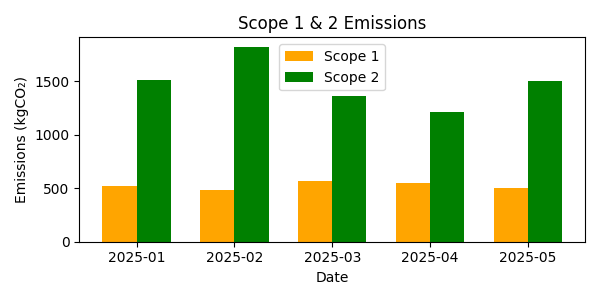 Scope 1 & 2 Emissions
Emissions (kgCO₂)
1500
1000
500
0
Scope 1
Scope 2
2025-01 2025-02 2025-03 2025-04 2025-05
Date